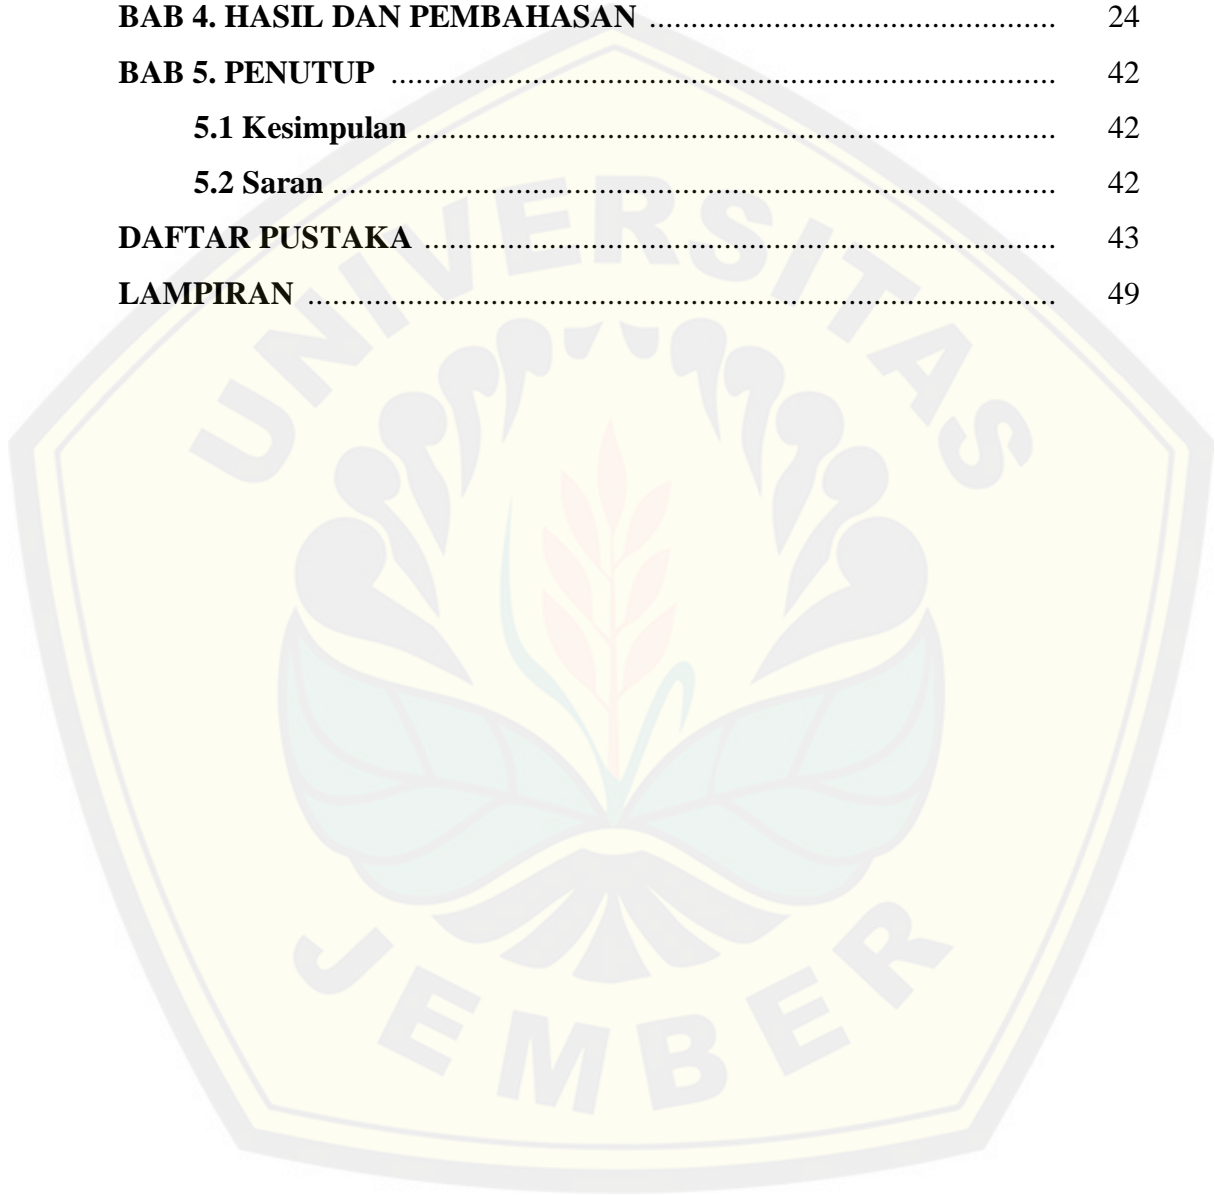 BAB 4. HASIL DAN PEMBAHASAN ................................................... 24
BAB 5. PENUTUP ................................................................................... 42
5.1 Kesimpulan ................................................................................ 42
5.2 Saran ........................................................................................... 42
DAFTAR PUSTAKA ............................................................................... 43
LAMPIRAN .............................................................................................. 49
UNIVERSITAS
JEMBER